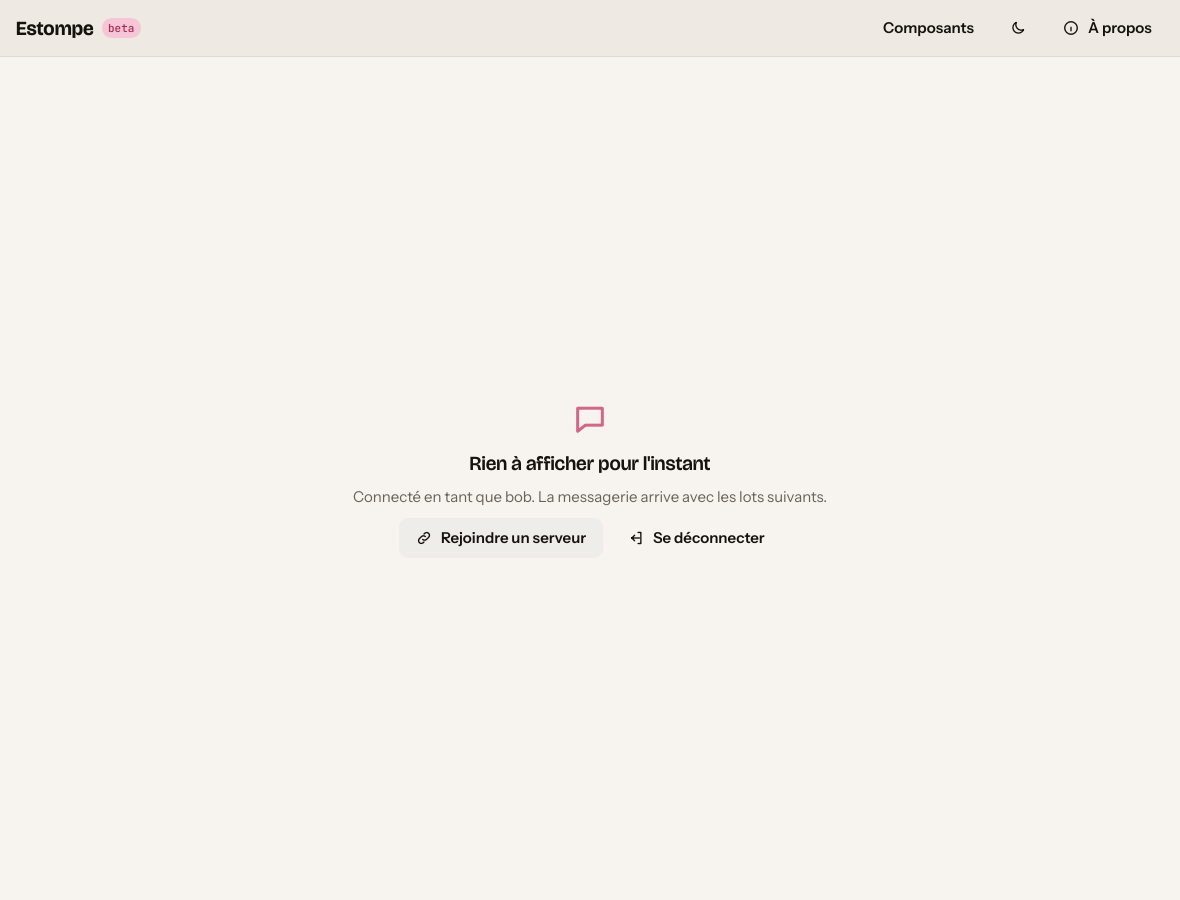 Estompe beta
Composants
À propos
Rien à afficher pour l'instant
Connecté en tant que bob. La messagerie arrive avec les lots suivants.
Rejoindre un serveur
Se déconnecter